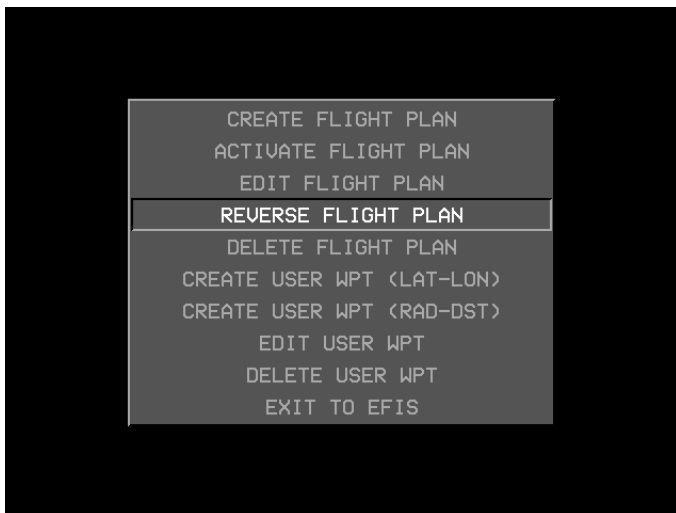 CREATE FLIGHT PLAN
ACTIVATE FLIGHT PLAN
EDIT FLIGHT PLAN
REVERSE FLIGHT PLAN
DELETE FLIGHT PLAN
CREATE USER WPT (LAT-LON)
CREATE USER WPT (RAD-DST)
EDIT USER WPT
DELETE USER WPT
EXIT TO EFIS